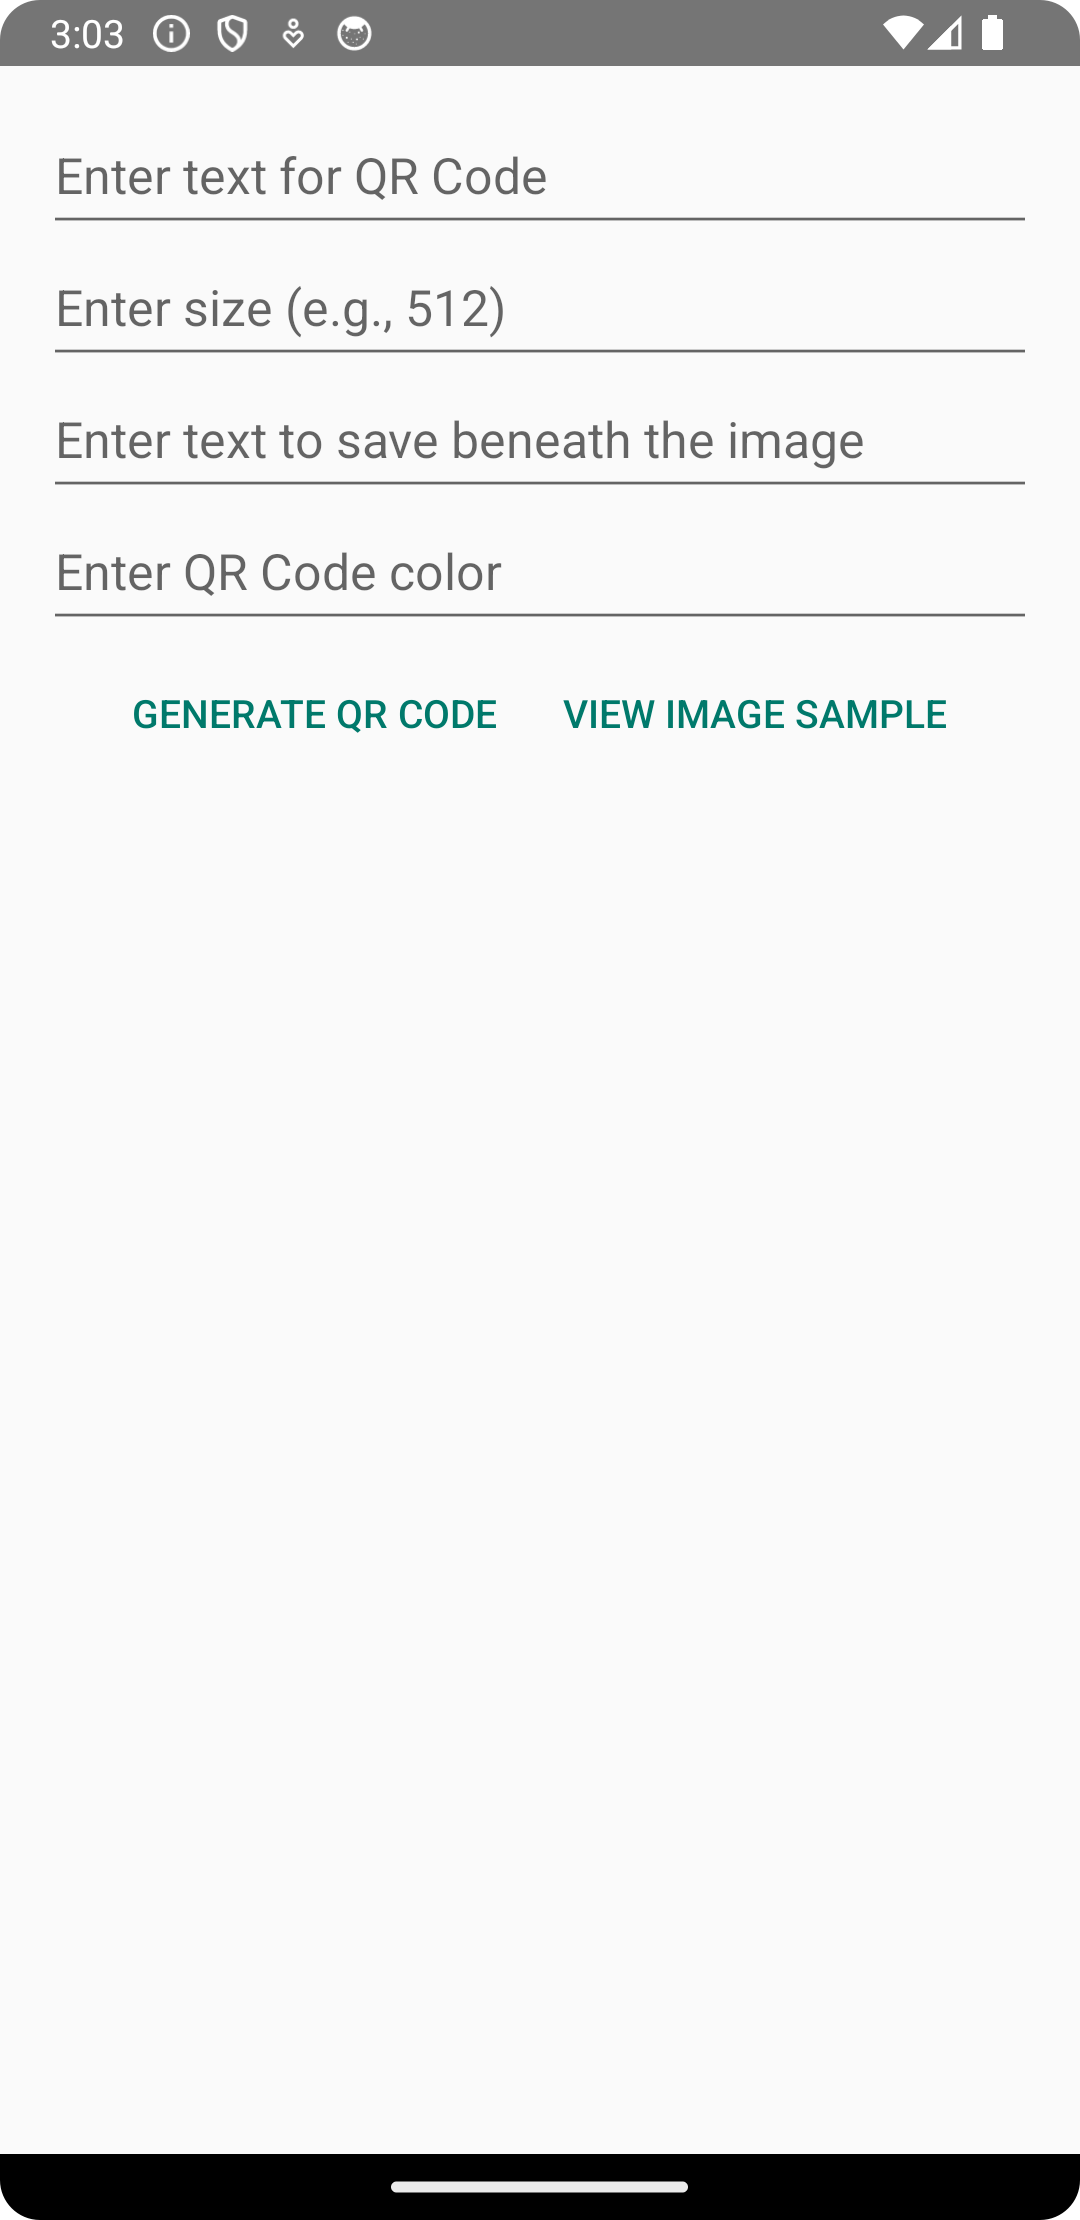 3:03
Enter text for QR Code
Enter size (e.g., 512)
Enter text to save beneath the image
Enter QR Code color
GENERATE QR CODE VIEW IMAGE SAMPLE